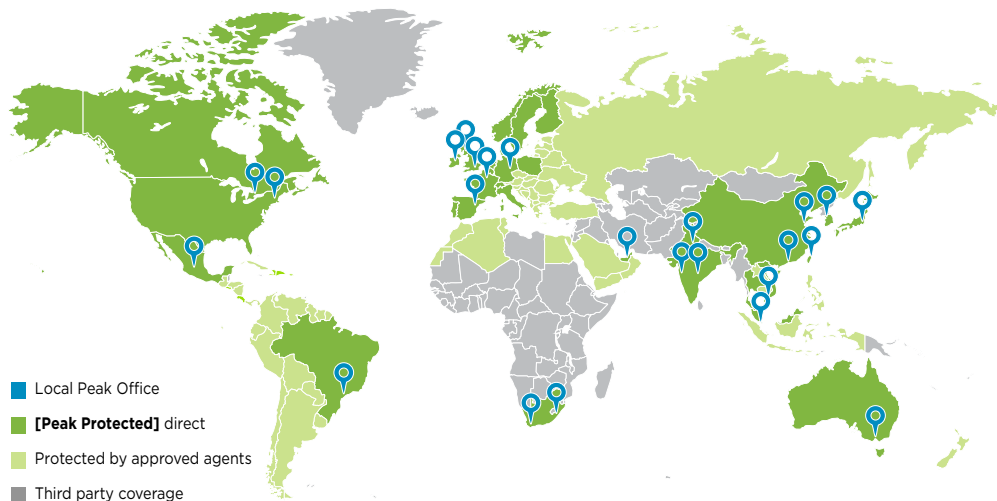 Local Peak Office
[Peak Protected] direct
Protected by approved agents
Third party coverage